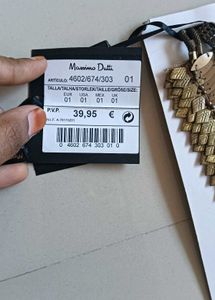 Massimo Dutti
ARTICULO: 4602/674/303 01
TALLA/TALHA/STORLEK/TAILLE/GRÖSSE/SIZE:
EUR USA MEX UK
01 01 01 01
P.V.P. 39,95 €
0 4602 674 303 01 0